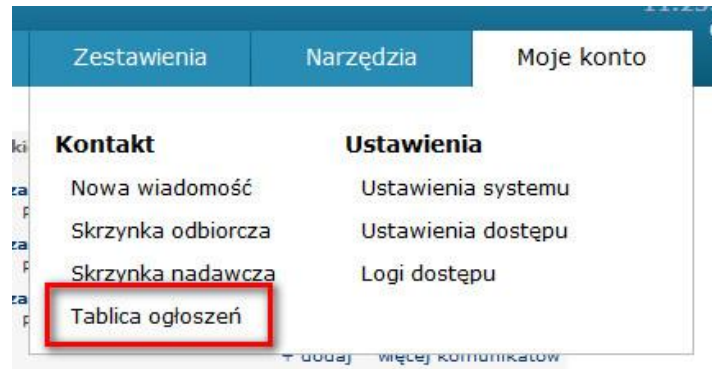 Zestawienia Narzędzia Moje konto
Kontakt Ustawienia
Nowa wiadomość Ustawienia systemu
Skrzynka odbiorcza Ustawienia dostępu
Skrzynka nadawcza Logi dostępu
Tablica ogłoszeń
+ dodaj więcej komunikatów